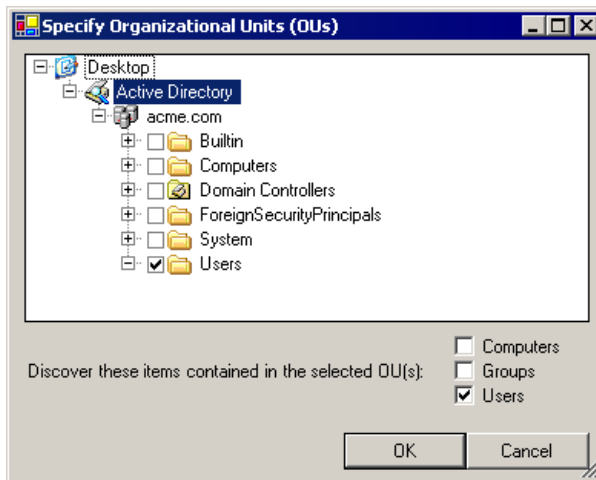 Specify Organizational Units (OUs)
Desktop
Active Directory
acme.com
Builtin
Computers
Domain Controllers
ForeignSecurityPrincipals
System
Users
Computers
Discover these items contained in the selected OU(s):
Groups
Users
OK
Cancel